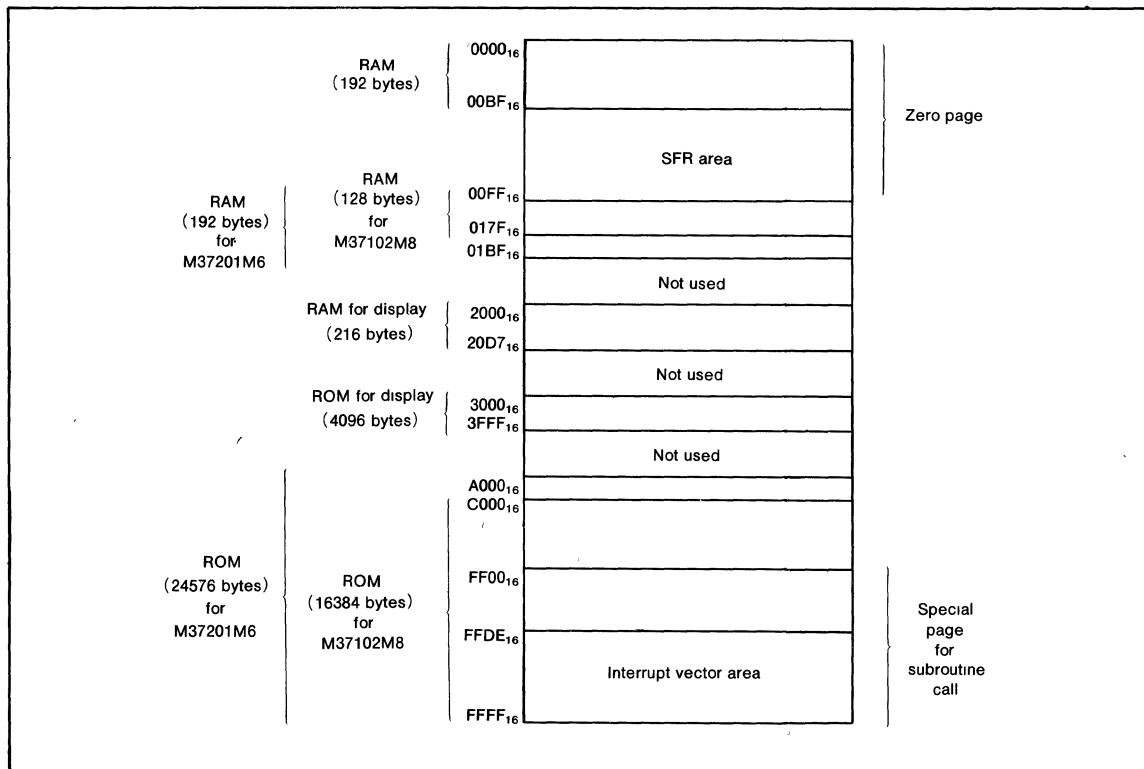 RAM
(192 bytes)
0000₁₆
00BF₁₆
Zero page
SFR area
RAM
(192 bytes)
for
M37201M6
RAM
(128 bytes)
for
M37102M8
00FF₁₆
017F₁₆
01BF₁₆
Not used
RAM for display
(216 bytes)
2000₁₆
20D7₁₆
Not used
ROM for display
(4096 bytes)
3000₁₆
3FFF₁₆
Not used
A000₁₆
C000₁₆
ROM
(24576 bytes)
for
M37201M6
ROM
(16384 bytes)
for
M37102M8
FF00₁₆
FFDE₁₆
Interrupt vector area
FFFF₁₆
Special
page
for
subroutine
call